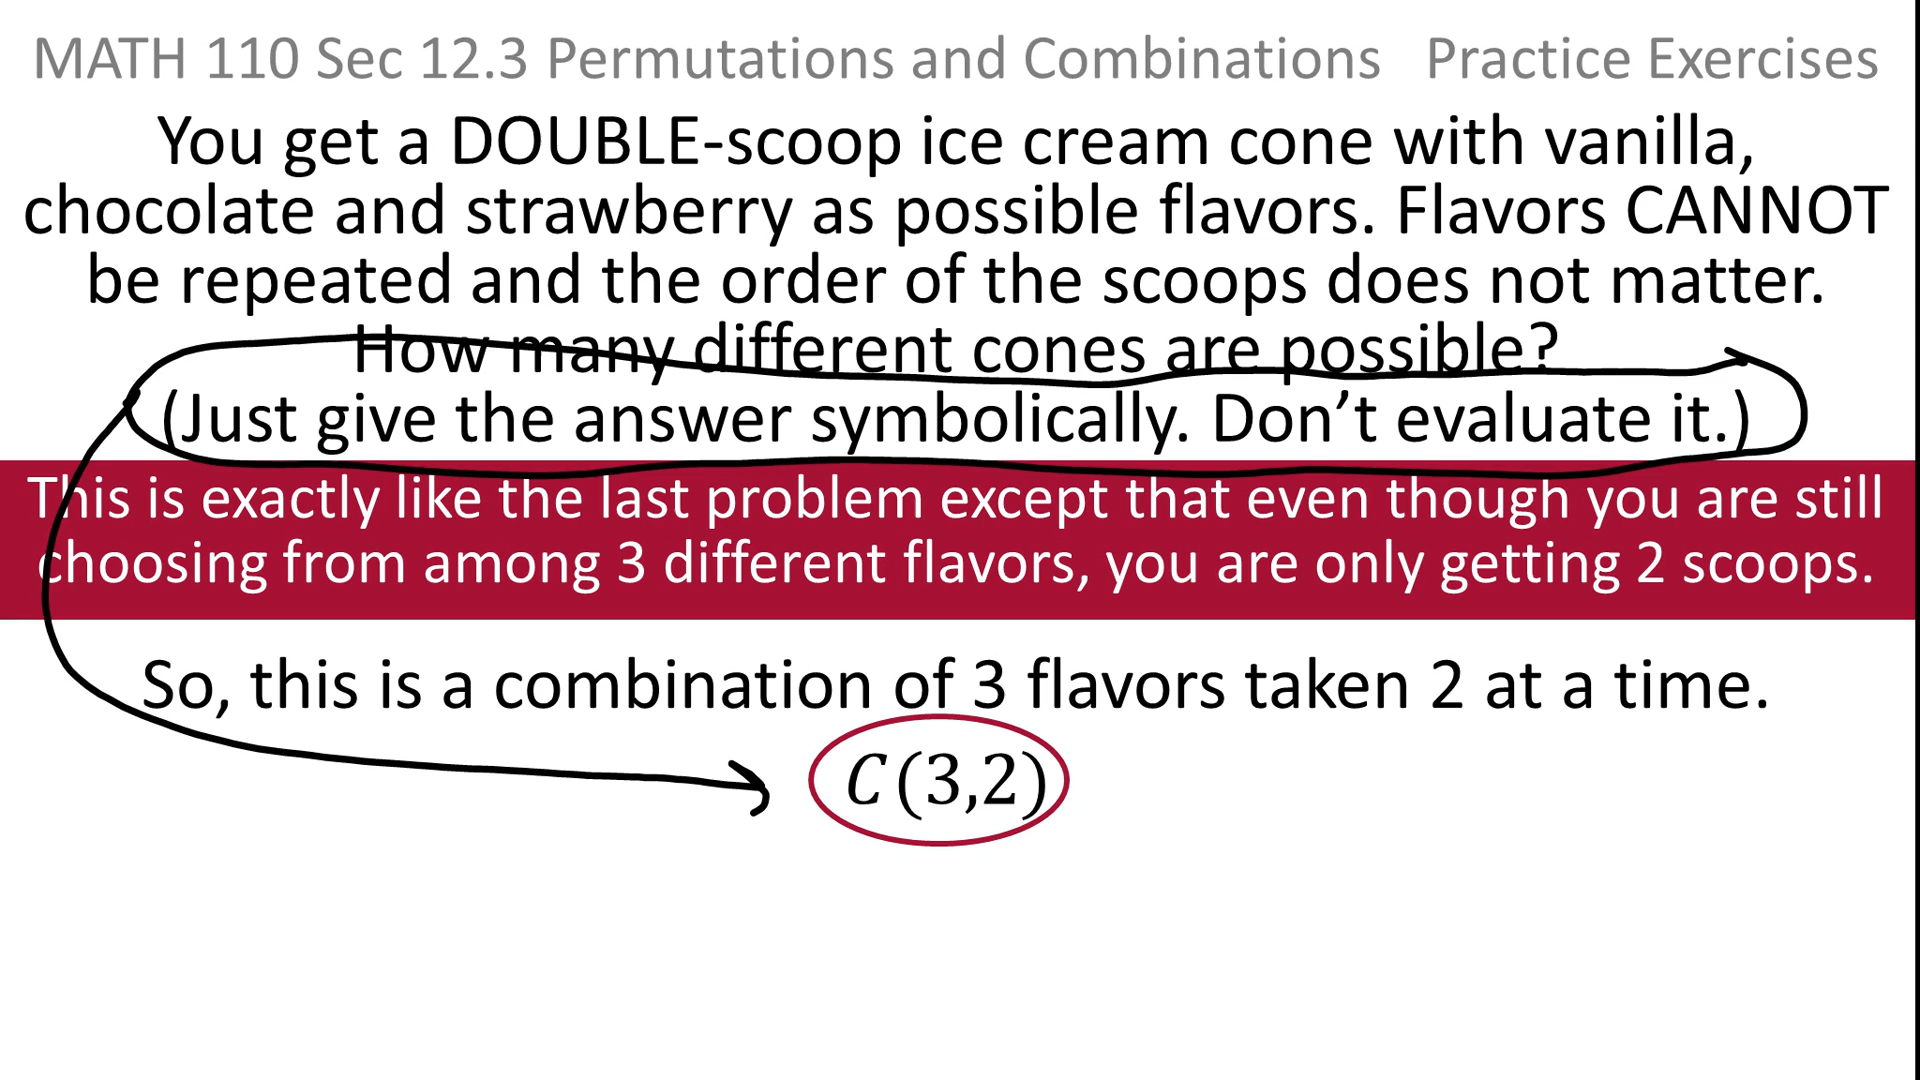 MATH 110 Sec 12.3 Permutations and Combinations Practice Exercises
You get a DOUBLE-scoop ice cream cone with vanilla,
chocolate and strawberry as possible flavors. Flavors CANNOT
be repeated and the order of the scoops does not matter.
How many different cones are possible?
(Just give the answer symbolically. Don’t evaluate it.)
This is exactly like the last problem except that even though you are still
choosing from among 3 different flavors, you are only getting 2 scoops.
So, this is a combination of 3 flavors taken 2 at a time.
C(3,2)